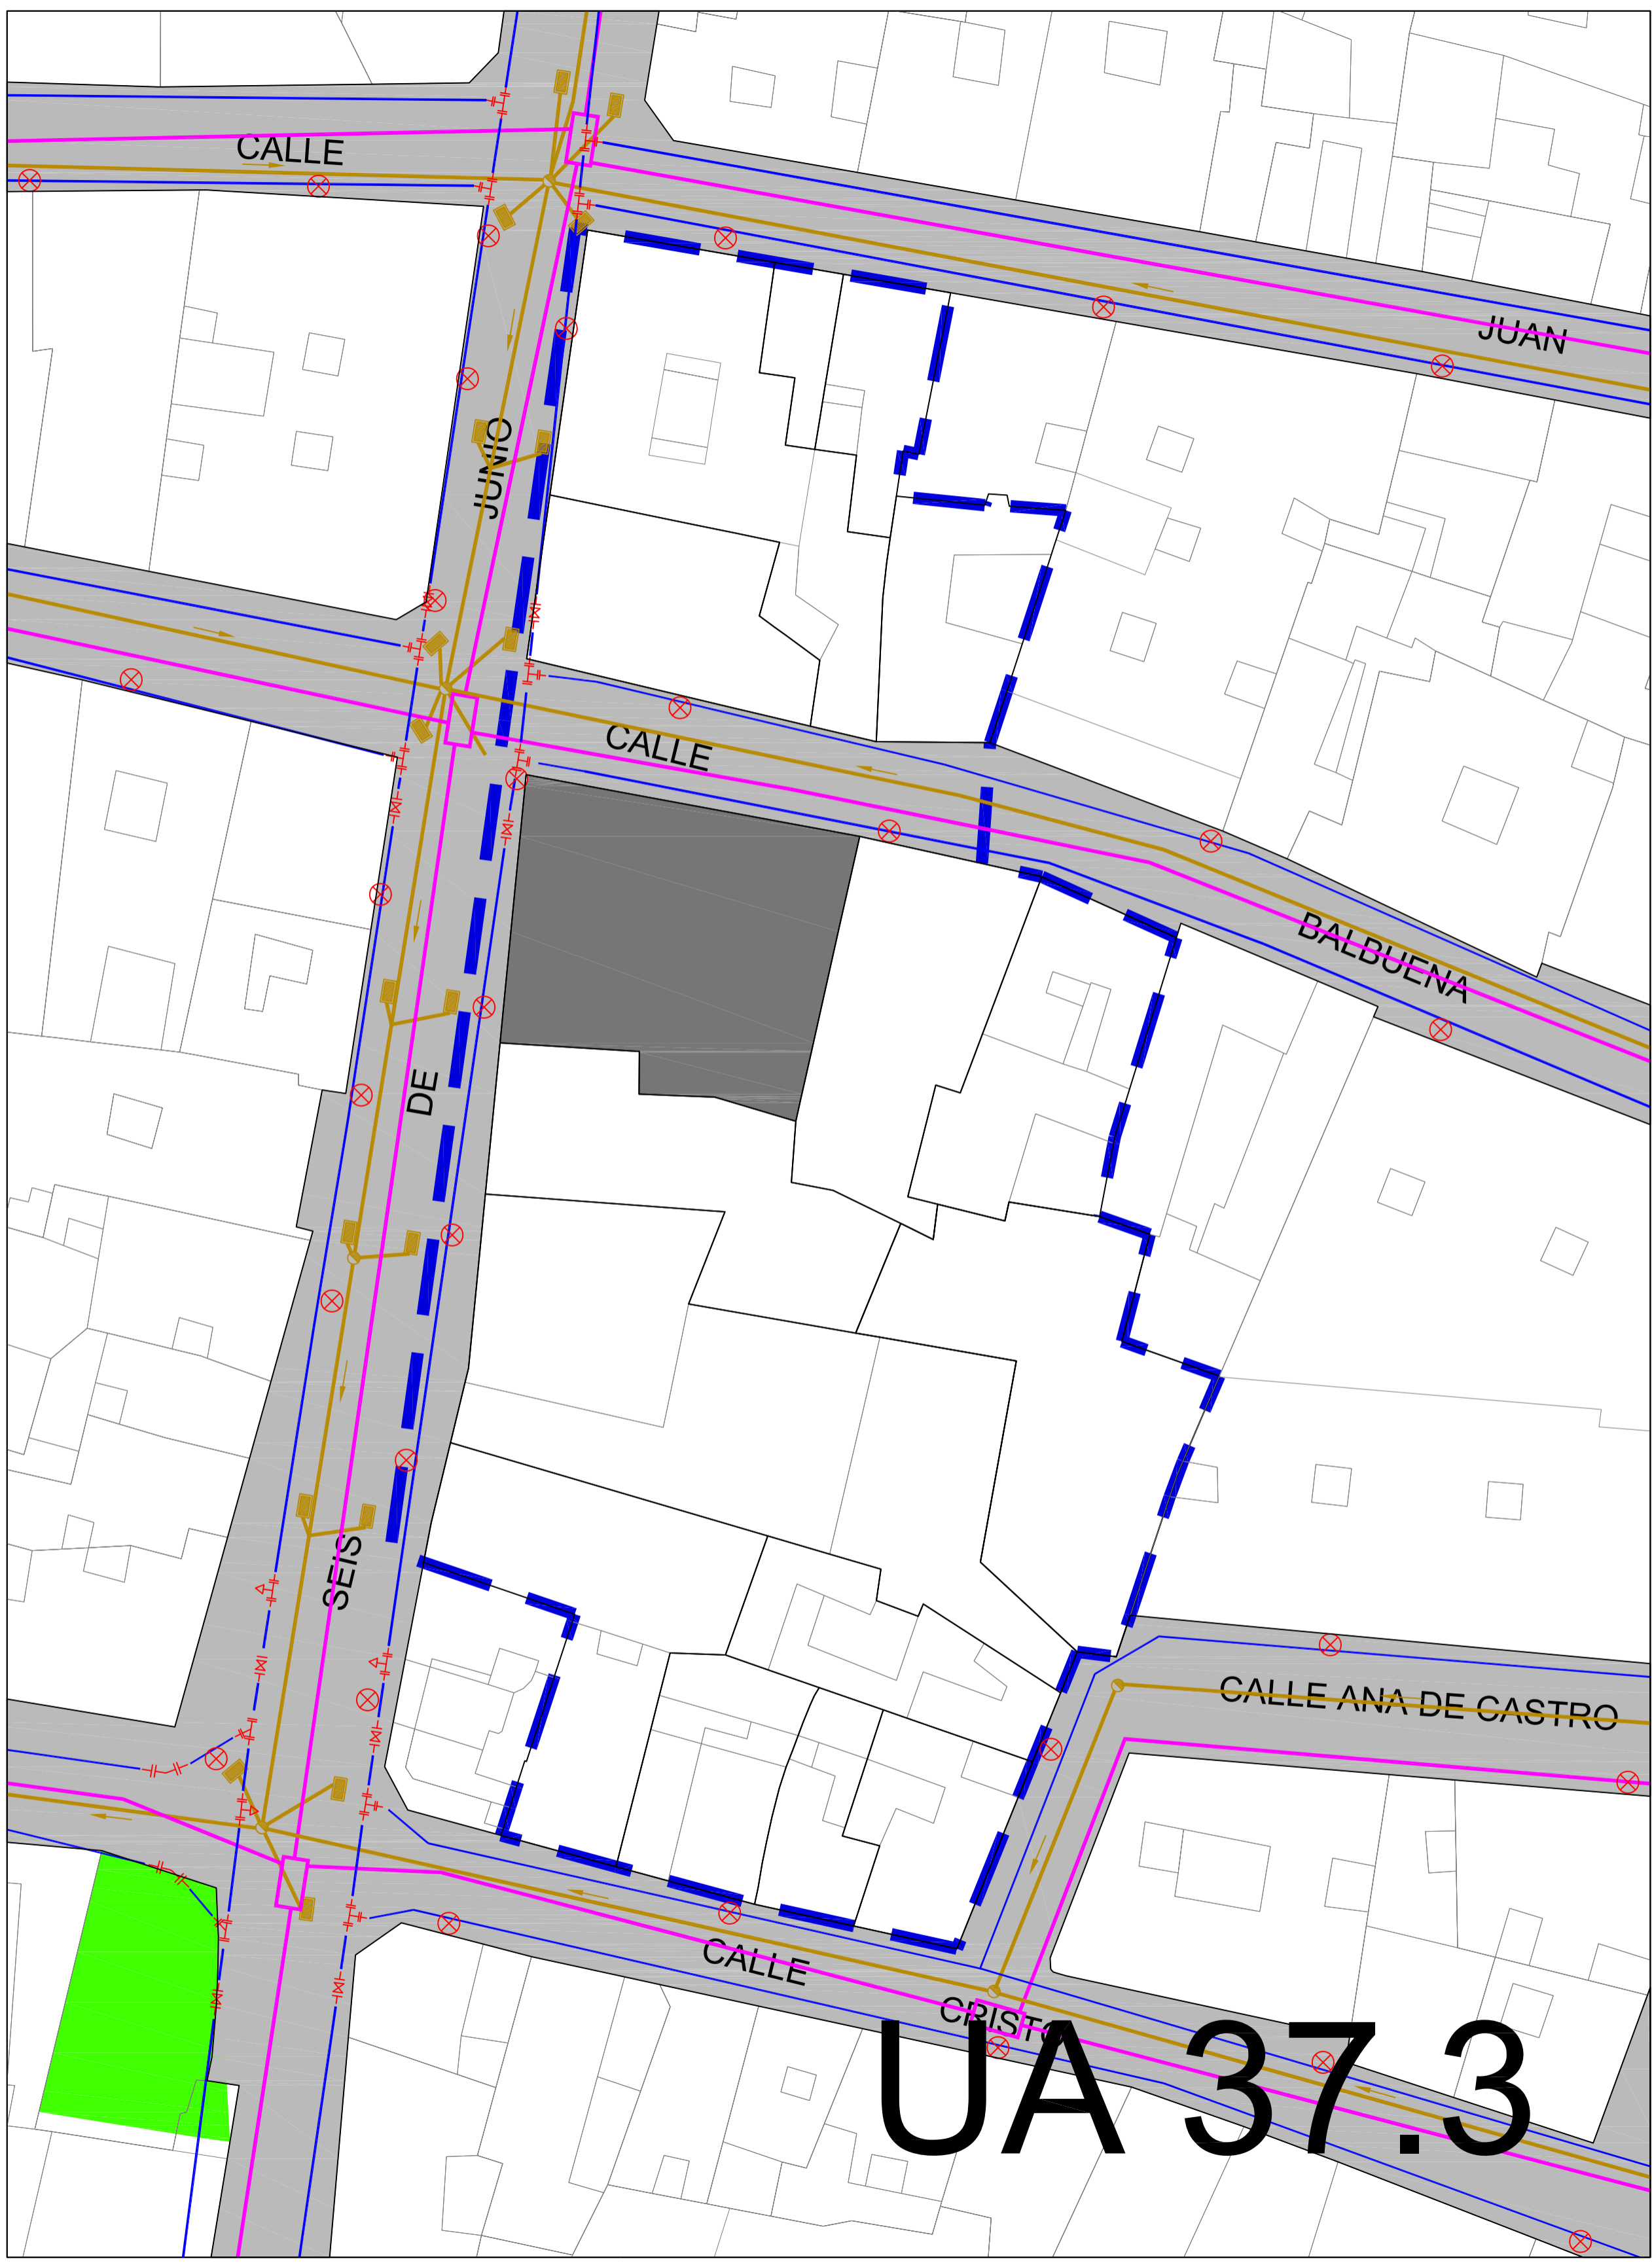 CALLE
JUAN
JUNIO
CALLE
BALBUENA
DE
SEIS
CALLE ANA DE CASTRO
CALLE
CRISTO
UA 37.3